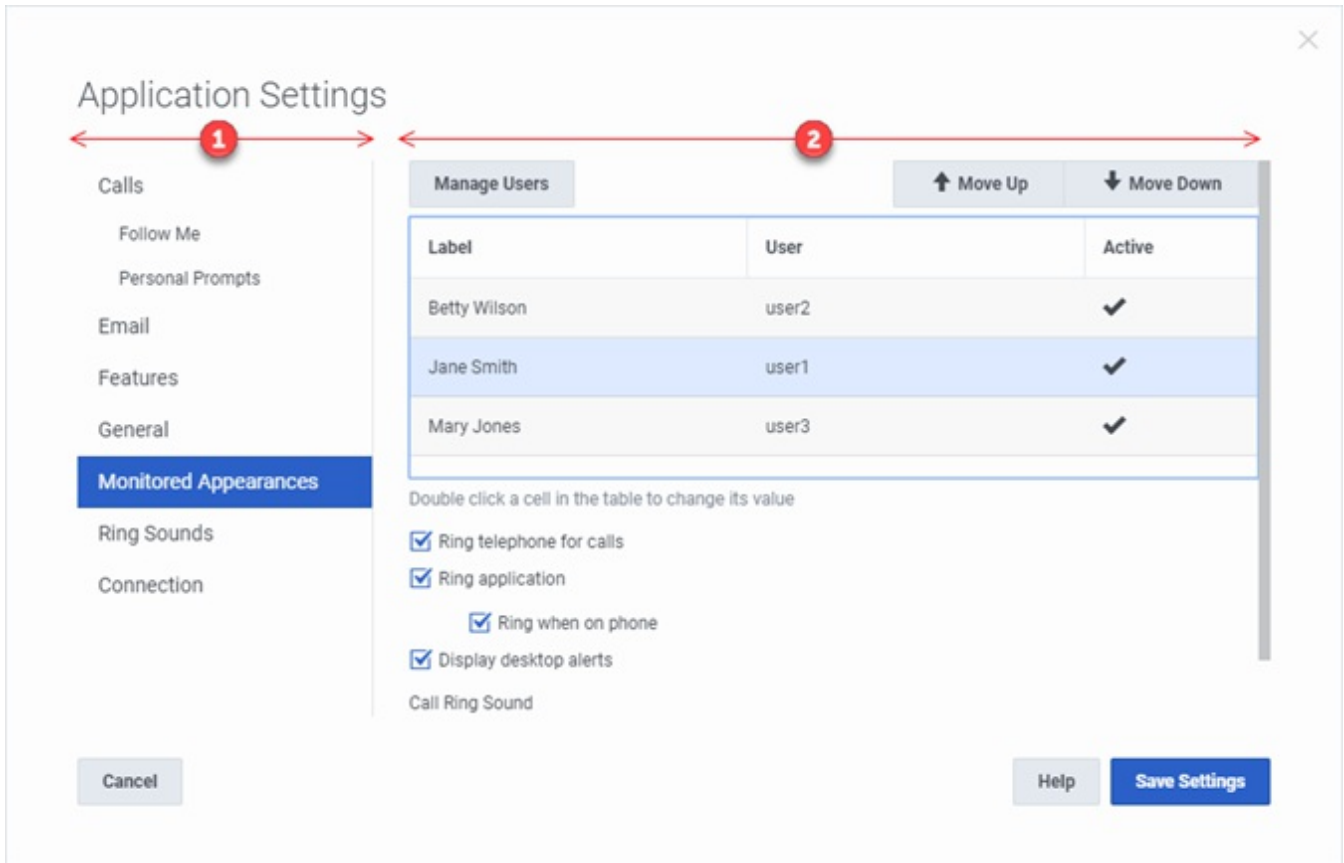 Application Settings
1
2
Calls
Follow Me
Personal Prompts
Email
Features
General
Monitored Appearances
Ring Sounds
Connection
Manage Users
Move Up
Move Down
Label User Active
Betty Wilson user2
Jane Smith user1
Mary Jones user3
Double click a cell in the table to change its value
Ring telephone for calls
Ring application
Ring when on phone
Display desktop alerts
Call Ring Sound
Cancel
Help
Save Settings